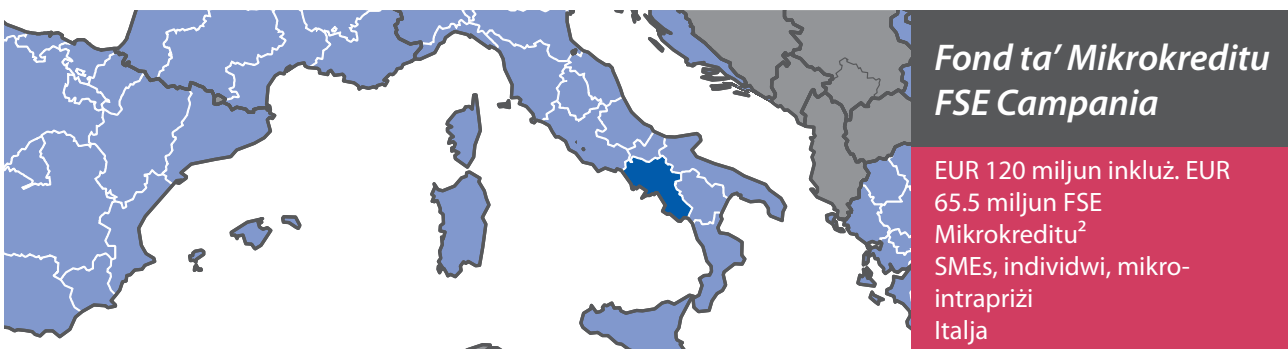 Fond ta’ Mikrokreditu
FSE Campania
EUR 120 miljun inkluż. EUR
65.5 miljun FSE
Mikrokreditu²
SMEs, individwi, mikro-
intrapriżi
Italja